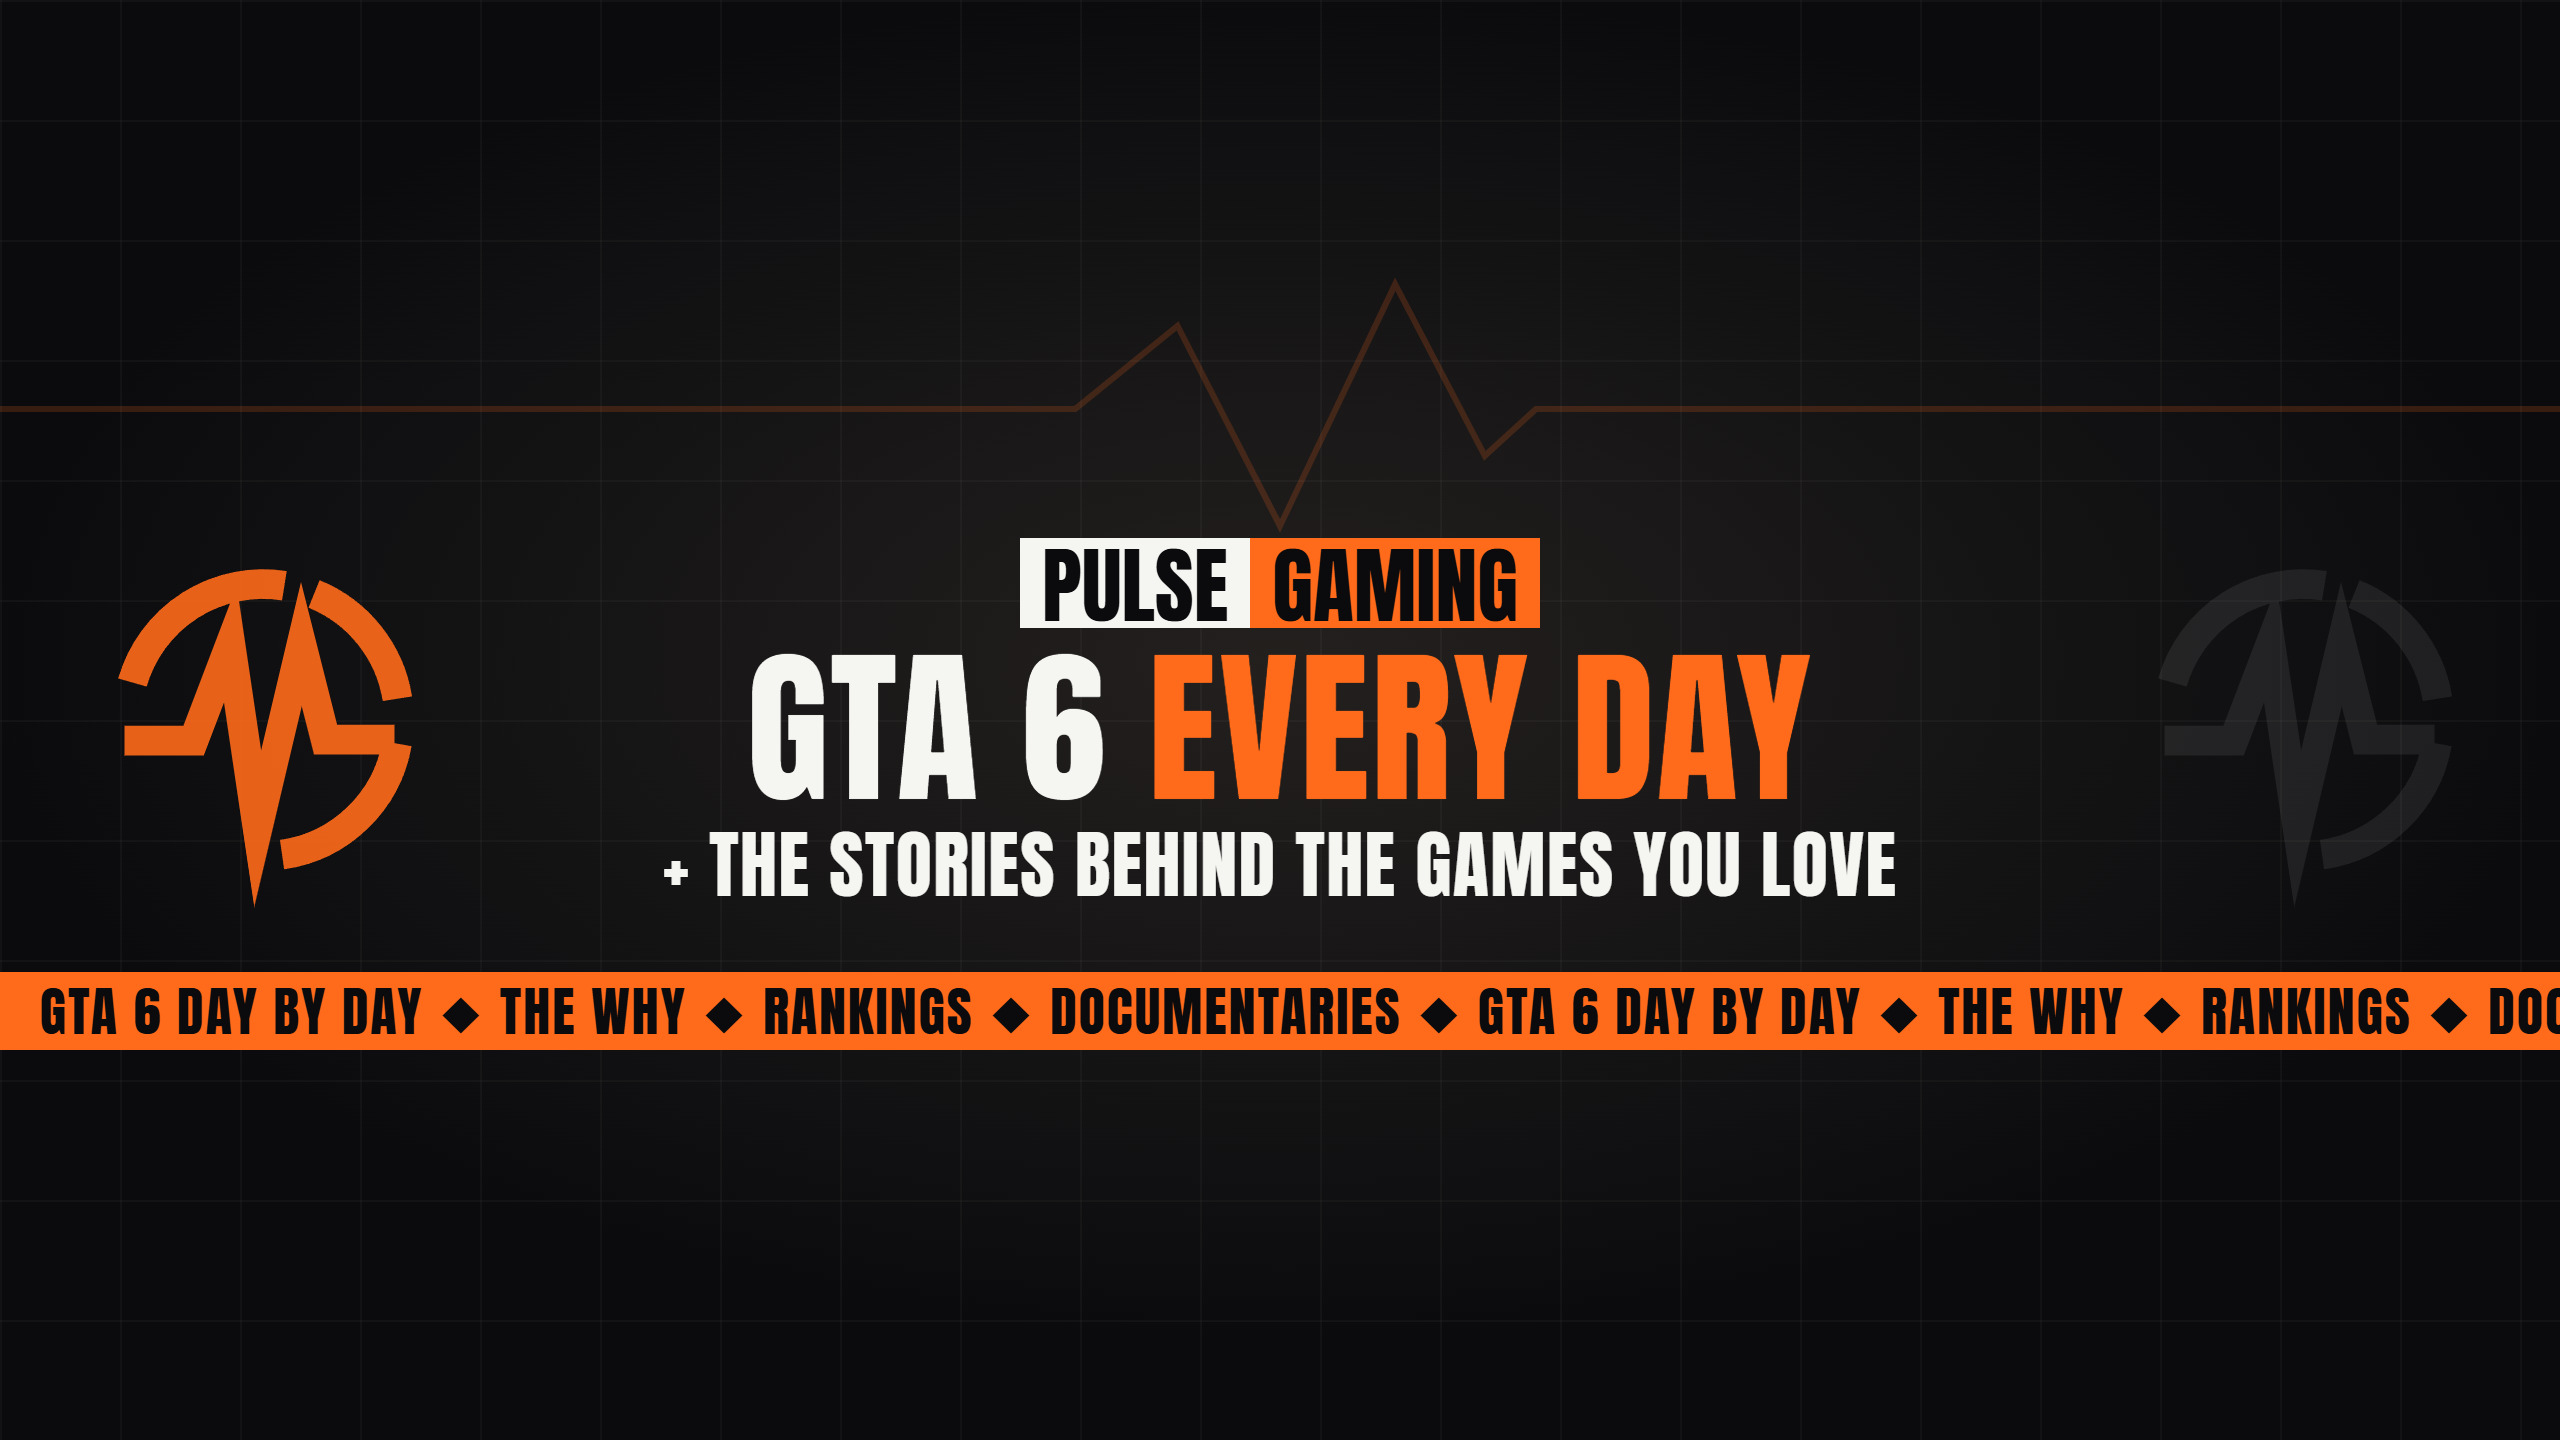 PULSE GAMING
GTA 6 EVERY DAY
+ THE STORIES BEHIND THE GAMES YOU LOVE
GTA 6 DAY BY DAY ◆ THE WHY ◆ RANKINGS ◆ DOCUMENTARIES ◆ GTA 6 DAY BY DAY ◆ THE WHY ◆ RANKINGS ◆ DOC